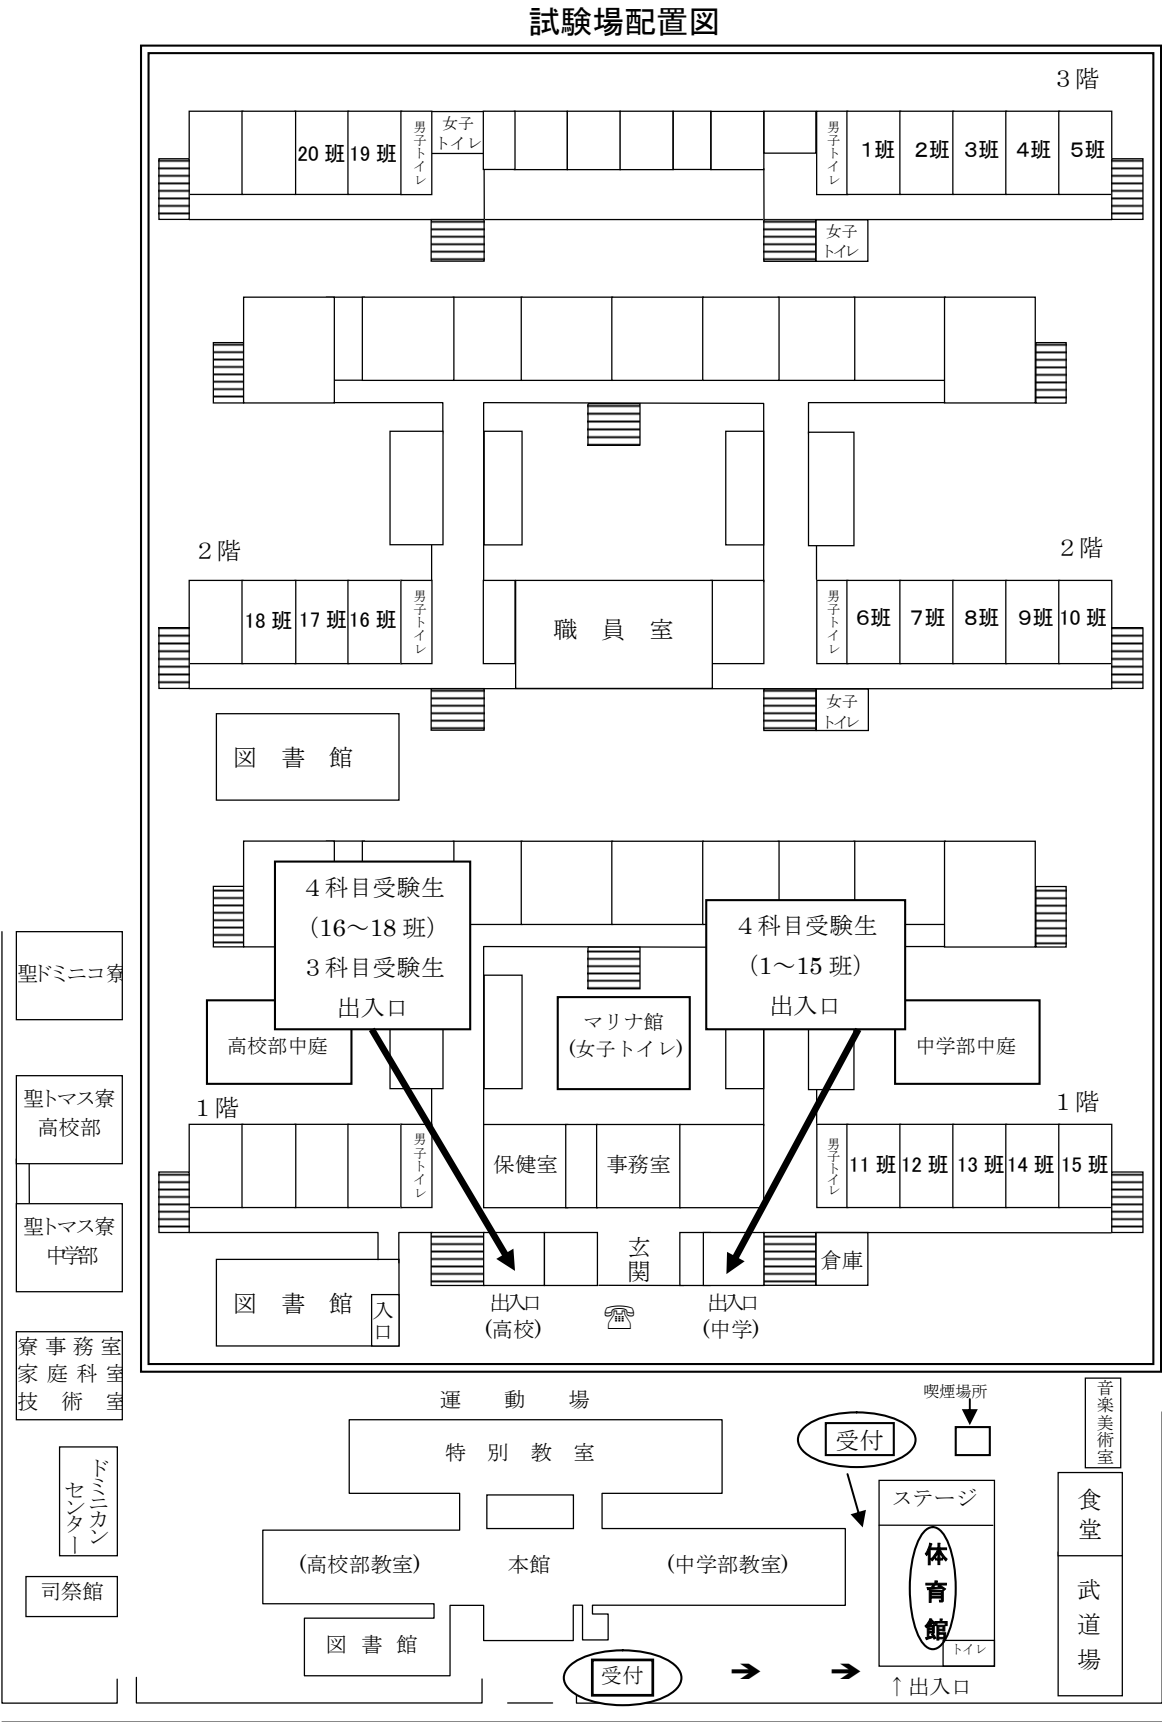 試験場配置図
3階
20班 19班 男子トイレ 女子トイレ 男子トイレ 1班 2班 3班 4班 5班
女子トイレ
2階 2階
18班 17班 16班 男子トイレ 職員室 男子トイレ 6班 7班 8班 9班 10班
女子トイレ
図書館
4科目受験生
(16～18班)
3科目受験生
出入口
4科目受験生
(1～15班)
出入口
聖ドミニコ寮
高校部中庭
マリナ館
(女子トイレ)
中学部中庭
聖トマス寮
高校部
1階 1階
男子トイレ 保健室 事務室 男子トイレ 11班 12班 13班 14班 15班
聖トマス寮
中学部
玄関
倉庫
図書館 入口
出入口
(高校)
☏
出入口
(中学)
寮事務室
家庭科室
技術室
運動場
喫煙場所
音楽美術室
受付
特別教室
ドミニカン
センター
ステージ
食堂
(高校部教室) 本館 (中学部教室)
体育館
司祭館
武道場
図書館
トイレ
受付 → →
↑出入口